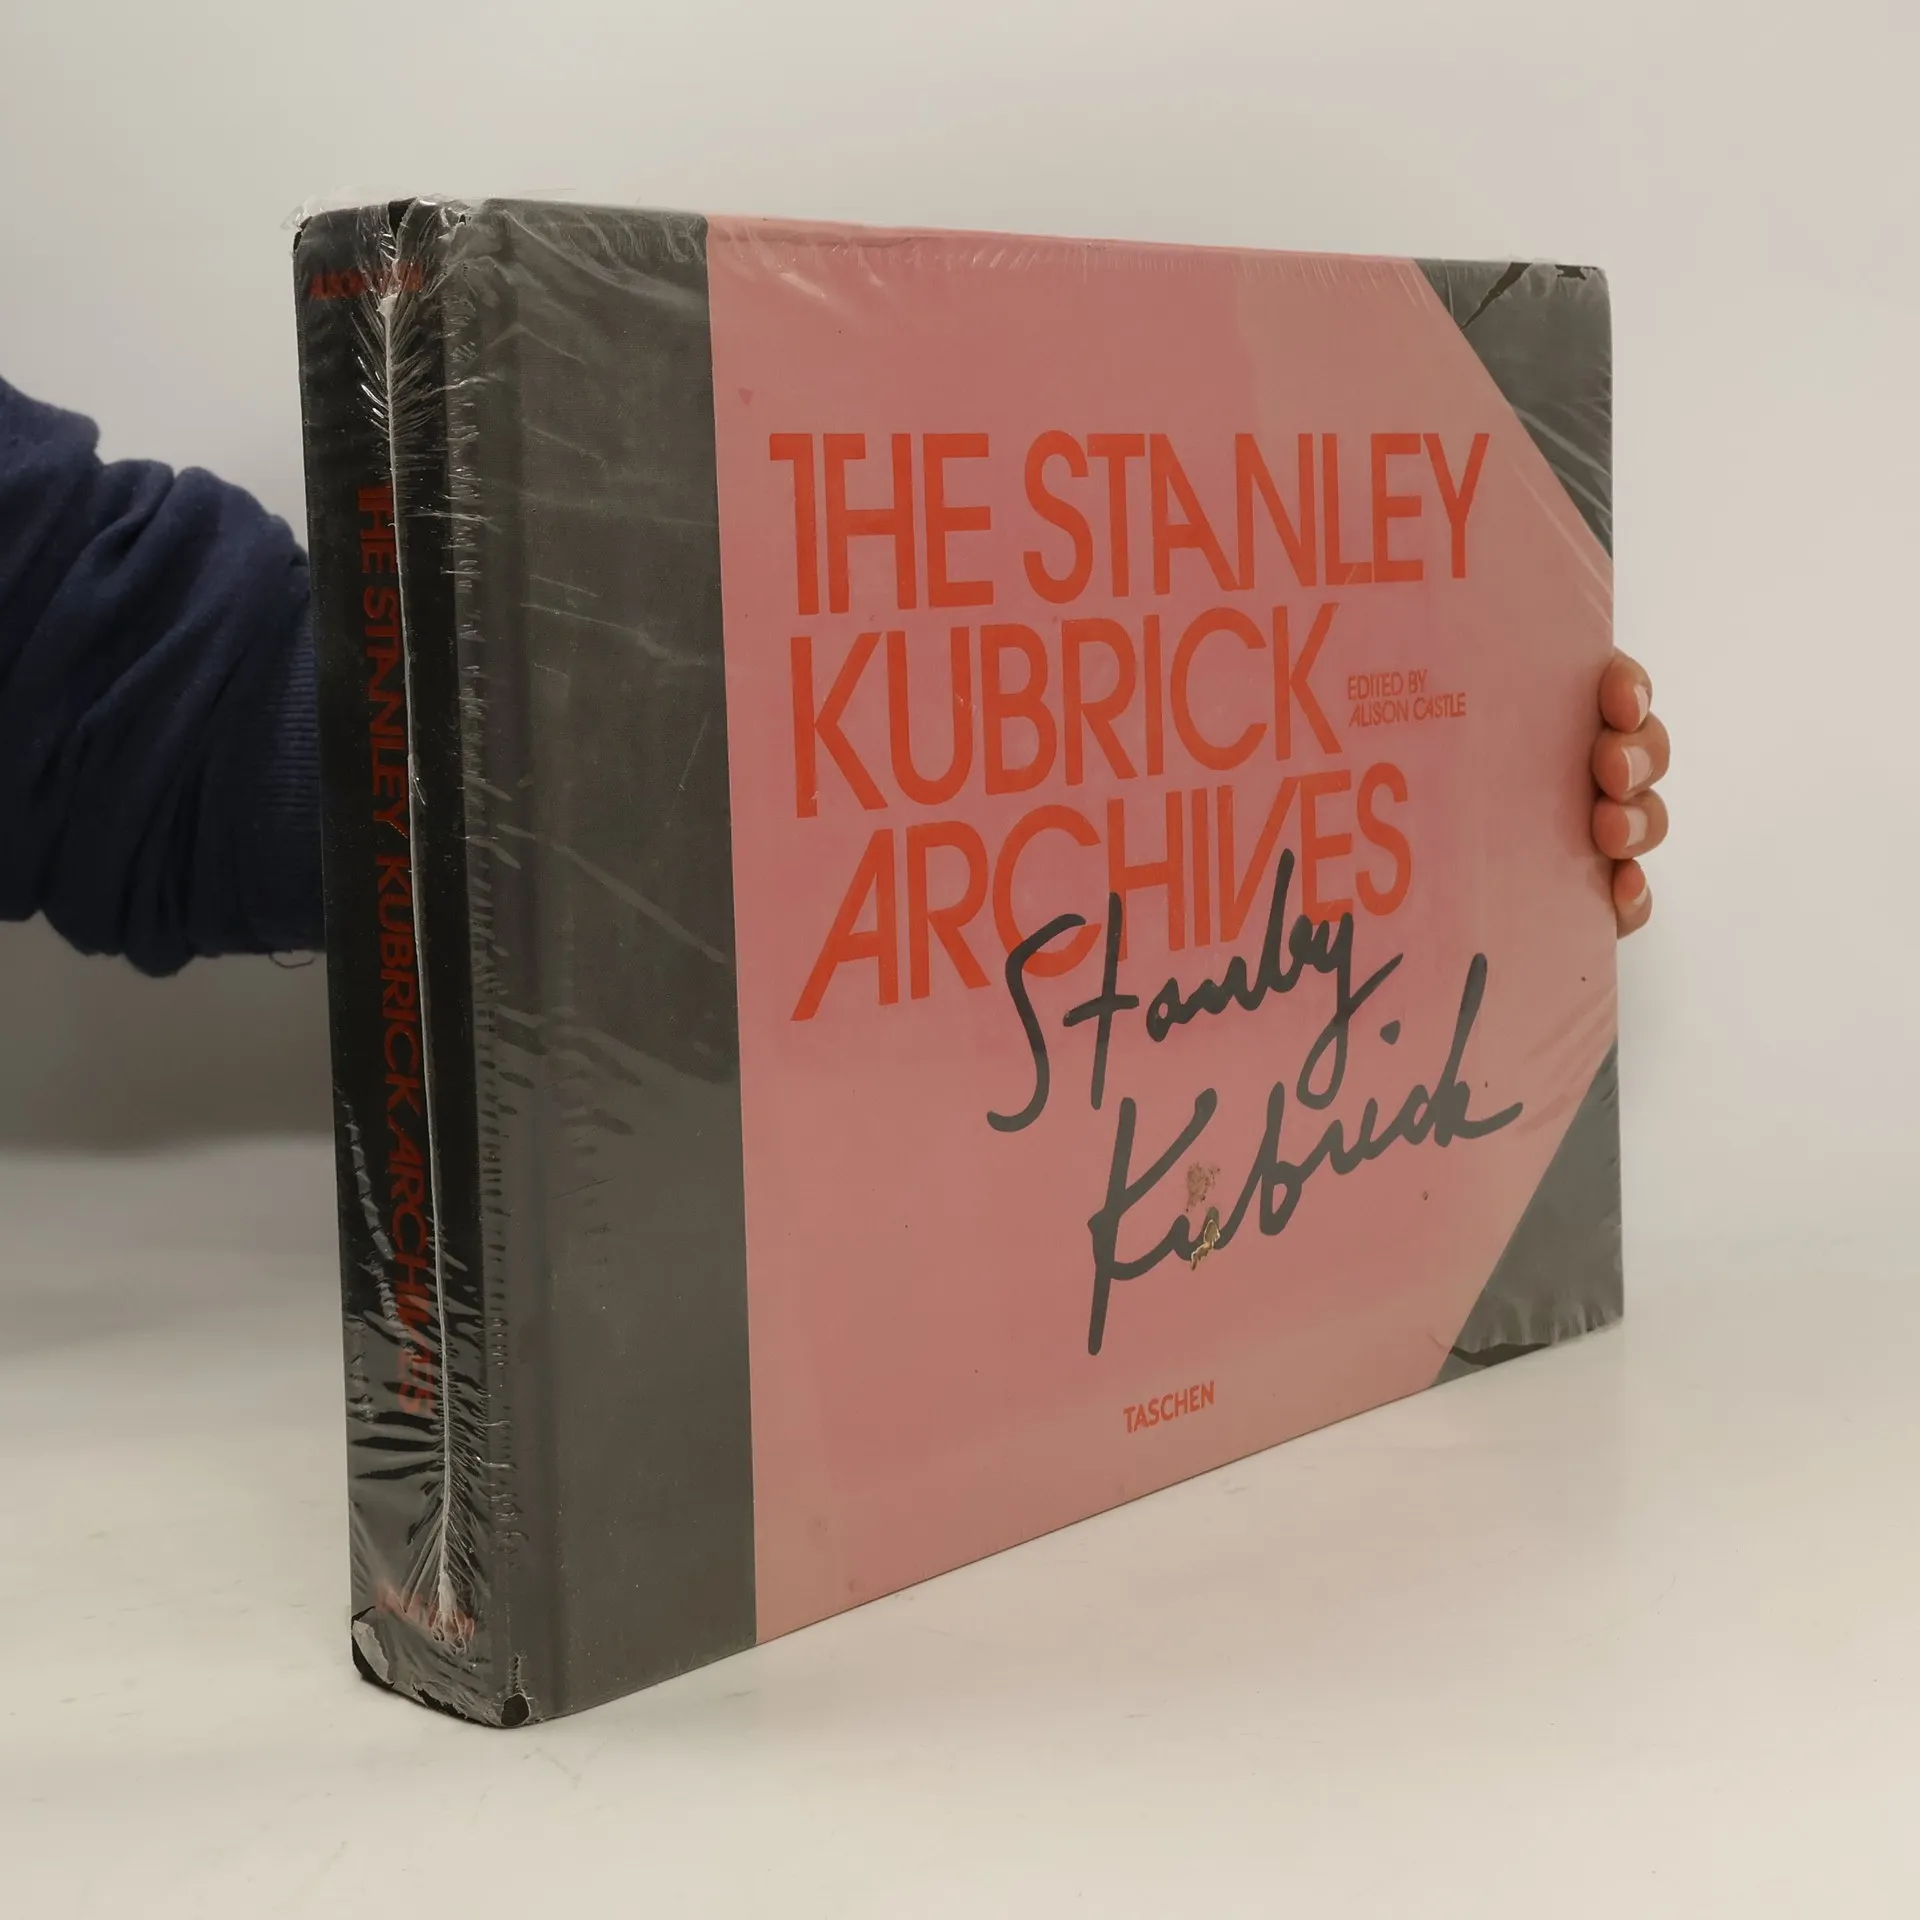 THE STANLEY
KUBRICK
EDITED BY
ALISON CASTLE
ARCHIVES
Stanley
Kubrick
TASCHEN
THE STANLEY KUBRICK ARCHIVES